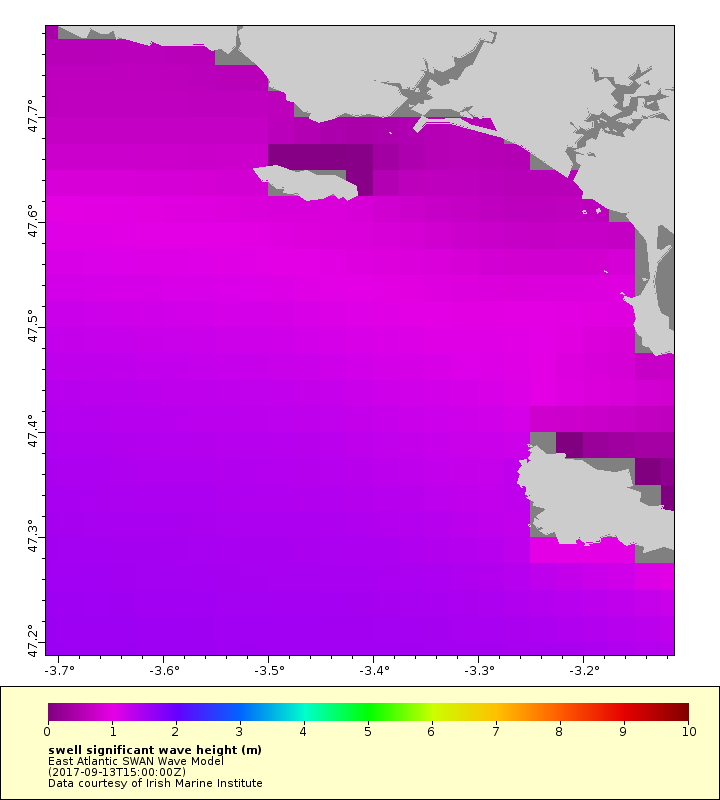 47.7°
47.6°
47.5°
47.4°
47.3°
47.2°
-3.7° -3.6° -3.5° -3.4° -3.3° -3.2°
0 1 2 3 4 5 6 7 8 9 10
swell significant wave height (m)
East Atlantic SWAN Wave Model
(2017-09-13T15:00:00Z)
Data courtesy of Irish Marine Institute